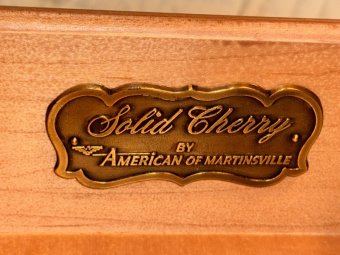 Solid Cherry
BY
AMERICAN OF MARTINSVILLE